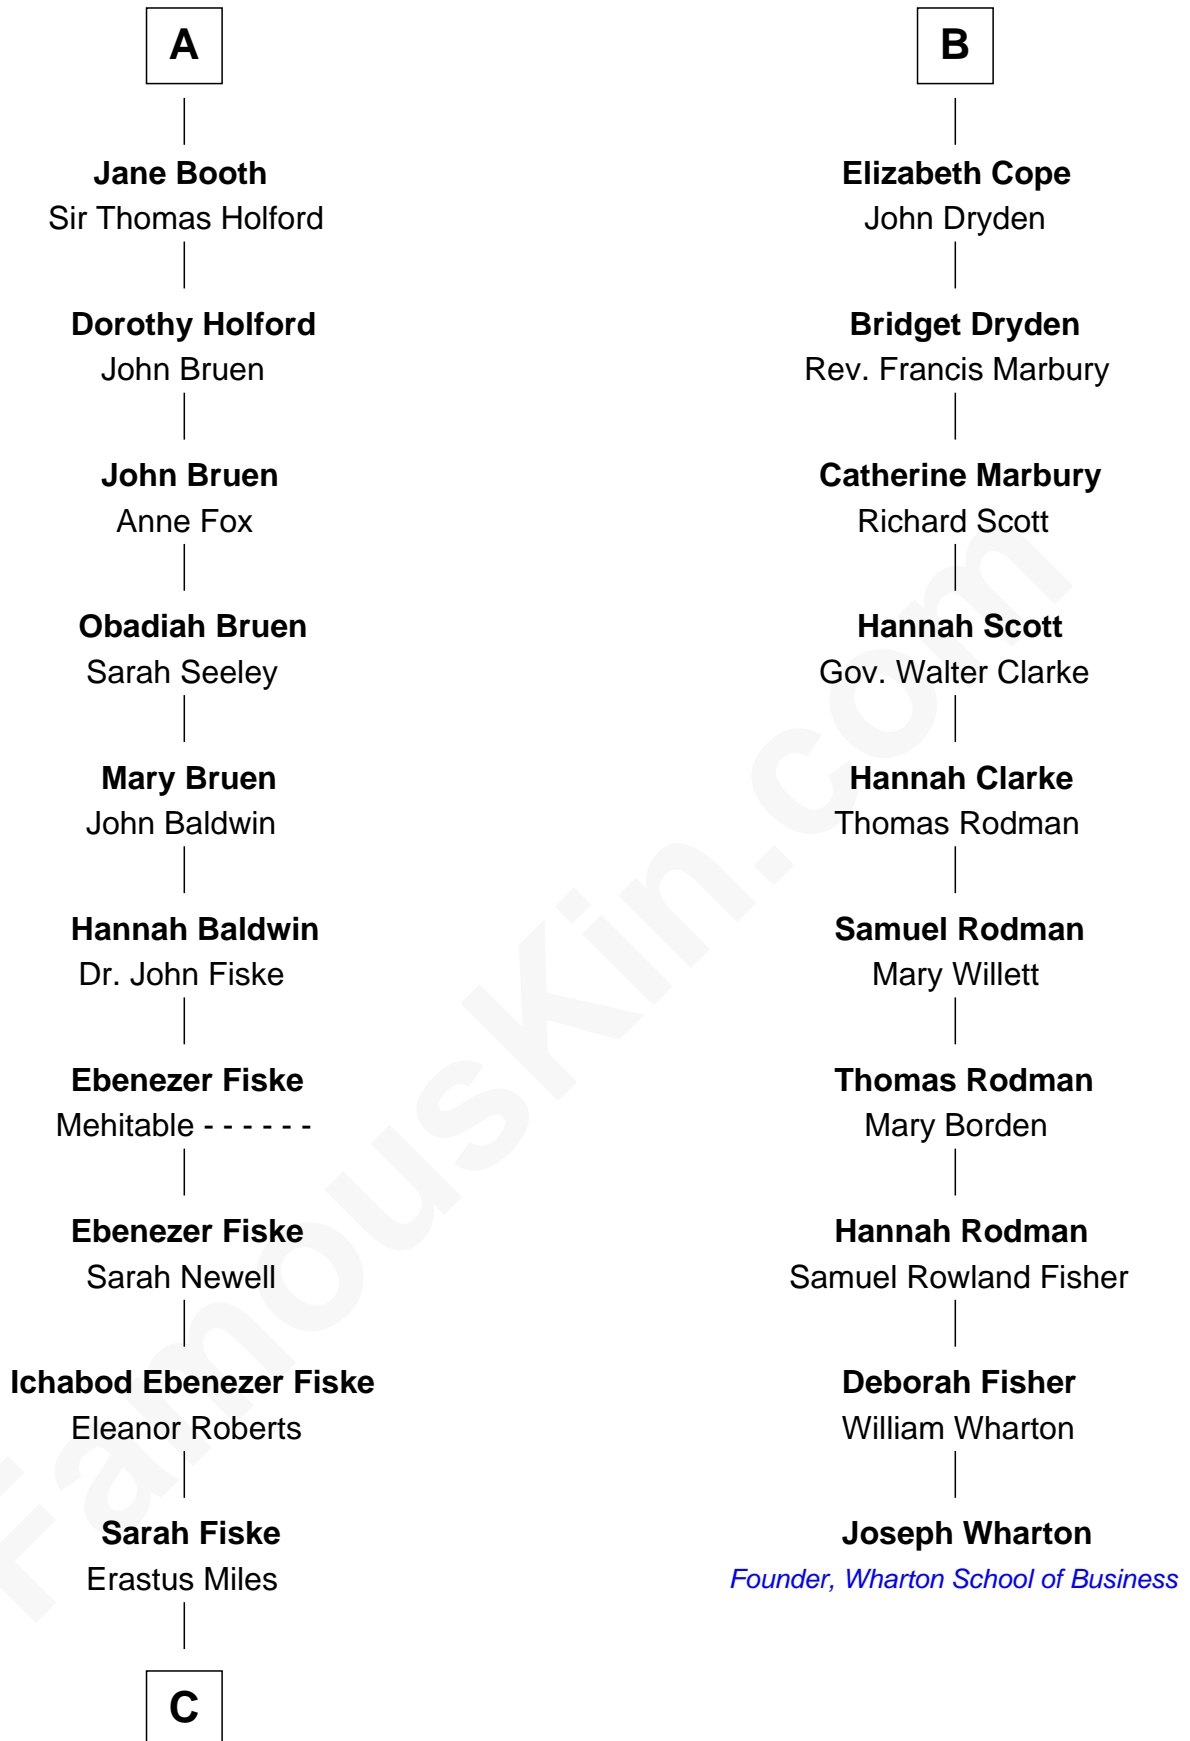 A
Jane Booth
Sir Thomas Holford
Dorothy Holford
John Bruen
John Bruen
Anne Fox
Obadiah Bruen
Sarah Seeley
Mary Bruen
John Baldwin
Hannah Baldwin
Dr. John Fiske
Ebenezer Fiske
Mehitable - - - - - -
Ebenezer Fiske
Sarah Newell
Ichabod Ebenezer Fiske
Eleanor Roberts
Sarah Fiske
Erastus Miles
C
B
Elizabeth Cope
John Dryden
Bridget Dryden
Rev. Francis Marbury
Catherine Marbury
Richard Scott
Hannah Scott
Gov. Walter Clarke
Hannah Clarke
Thomas Rodman
Samuel Rodman
Mary Willett
Thomas Rodman
Mary Borden
Hannah Rodman
Samuel Rowland Fisher
Deborah Fisher
William Wharton
Joseph Wharton
Founder, Wharton School of Business
FamousKin.com